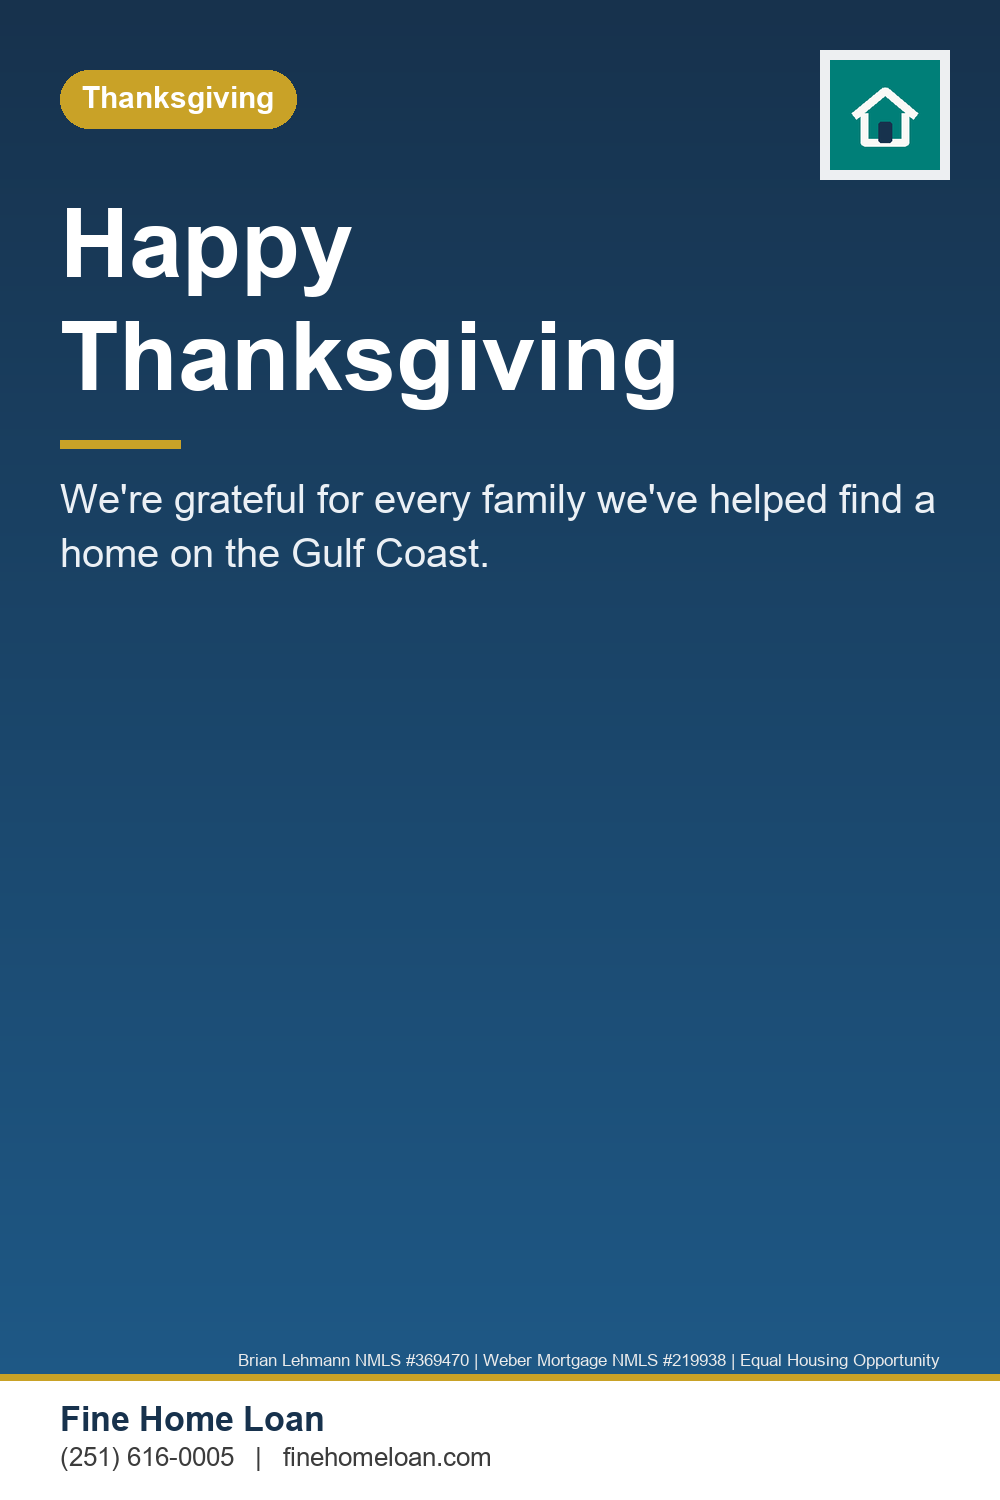 Thanksgiving
Happy
Thanksgiving
We're grateful for every family we've helped find a
home on the Gulf Coast.
Brian Lehmann NMLS #369470 | Weber Mortgage NMLS #219938 | Equal Housing Opportunity
Fine Home Loan
(251) 616-0005 | finehomeloan.com